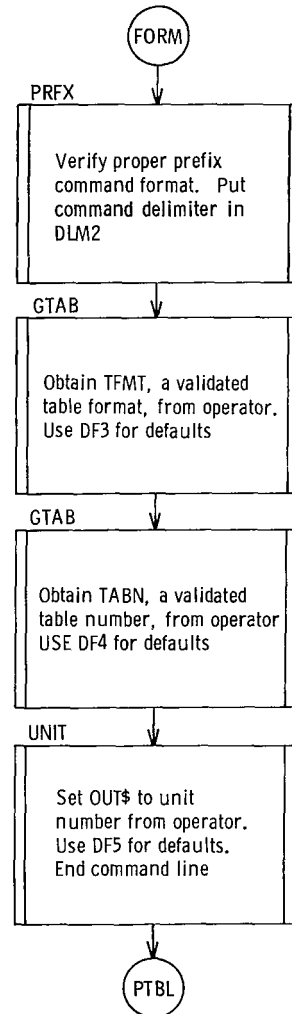 FORM
PRFX
Verify proper prefix
command format. Put
command delimiter in
DLM2
GTAB
Obtain TFMT, a validated
table format, from operator.
Use DF3 for defaults
GTAB
Obtain TABN, a validated
table number, from operator
USE DF4 for defaults
UNIT
Set OUT$ to unit
number from operator.
Use DF5 for defaults.
End command line
PTBL